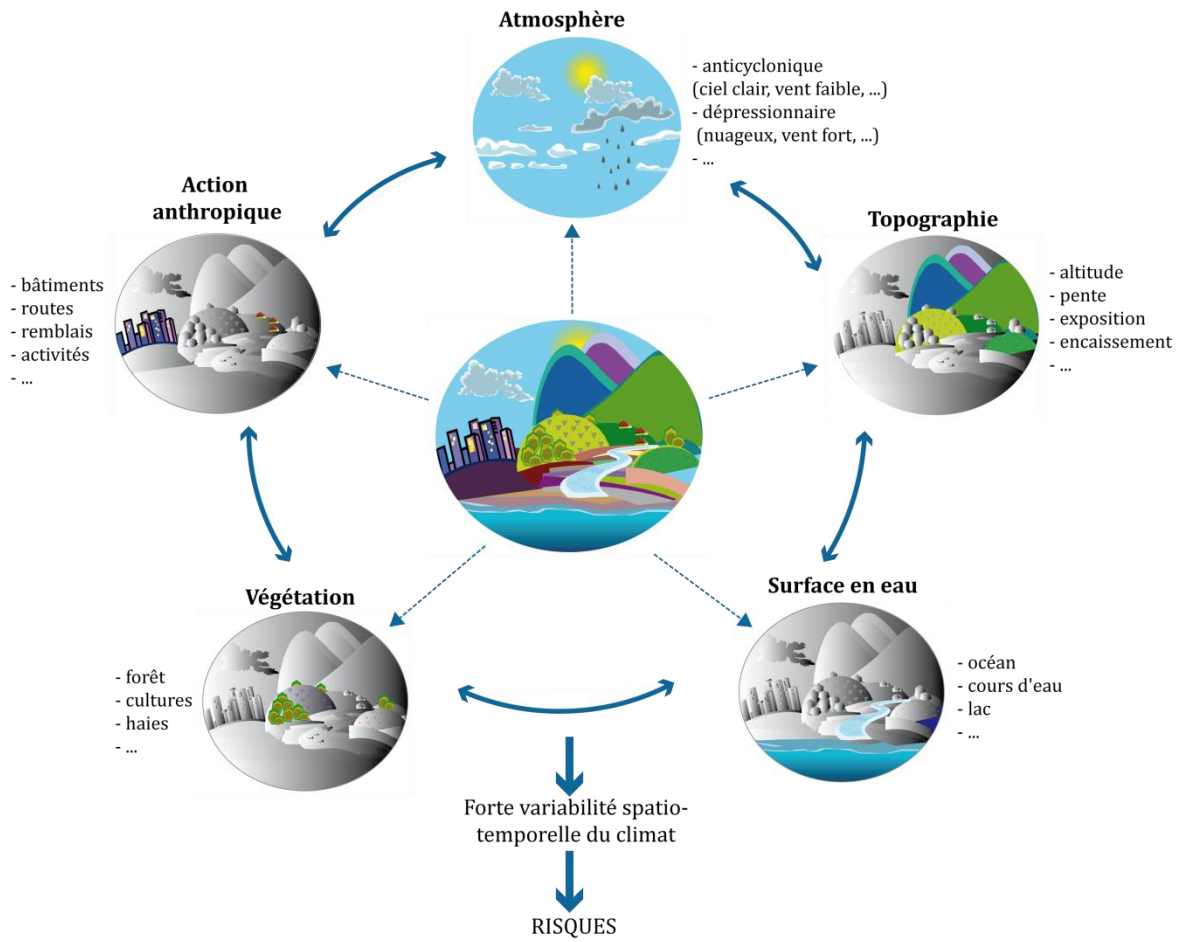 Atmosphère
- anticyclonique
(ciel clair, vent faible, ...)
- dépressionnaire
(nuageux, vent fort, ...)
- ...
Action
anthropique
- bâtiments
- routes
- remblais
- activités
- ...
Topographie
- altitude
- pente
- exposition
- encaissement
- ...
Végétation
- forêt
- cultures
- haies
- ...
Surface en eau
- océan
- cours d'eau
- lac
- ...
Forte variabilité spatio-
temporelle du climat
RISQUES